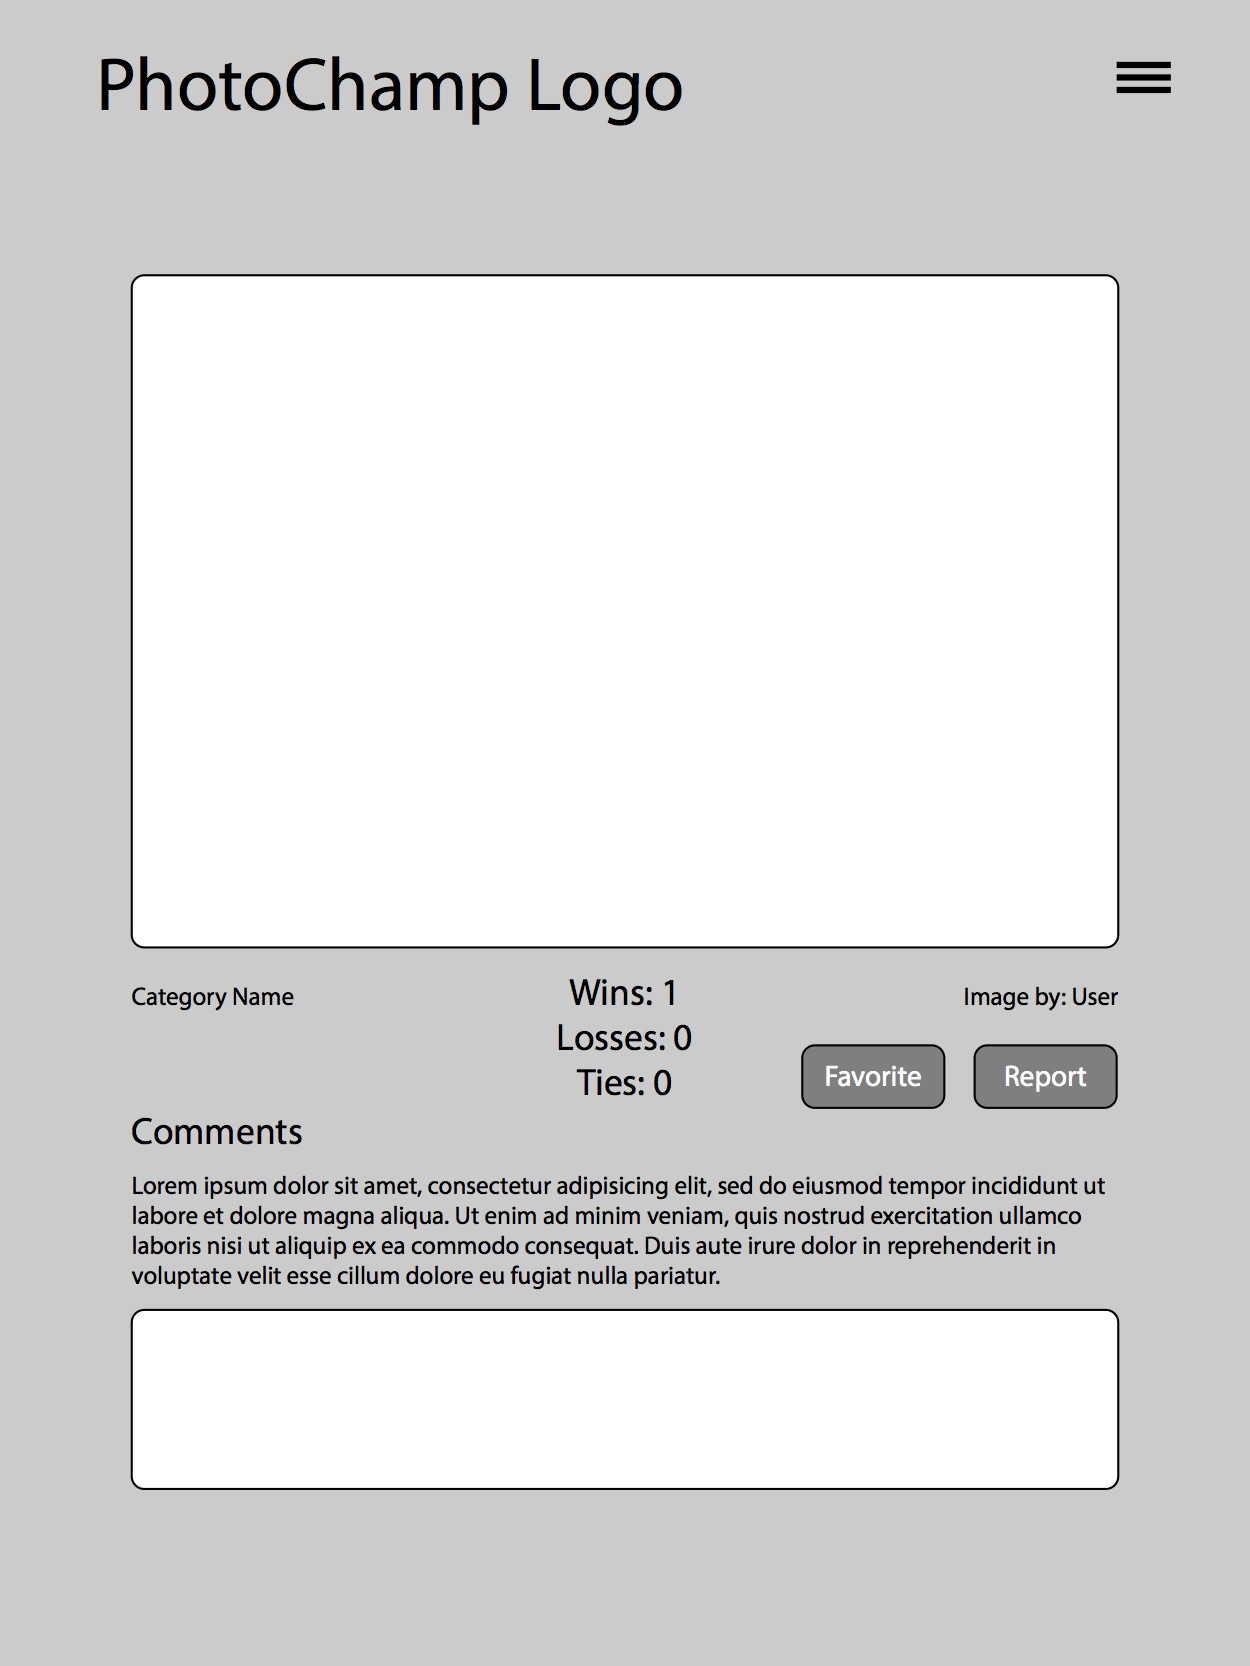 PhotoChamp Logo
Category Name
Wins: 1
Losses: 0
Ties: 0
Image by: User
Favorite
Report
Comments
Lorem ipsum dolor sit amet, consectetur adipisicing elit, sed do eiusmod tempor incididunt ut
labore et dolore magna aliqua. Ut enim ad minim veniam, quis nostrud exercitation ullamco
laboris nisi ut aliquip ex ea commodo consequat. Duis aute irure dolor in reprehenderit in
voluptate velit esse cillum dolore eu fugiat nulla pariatur.